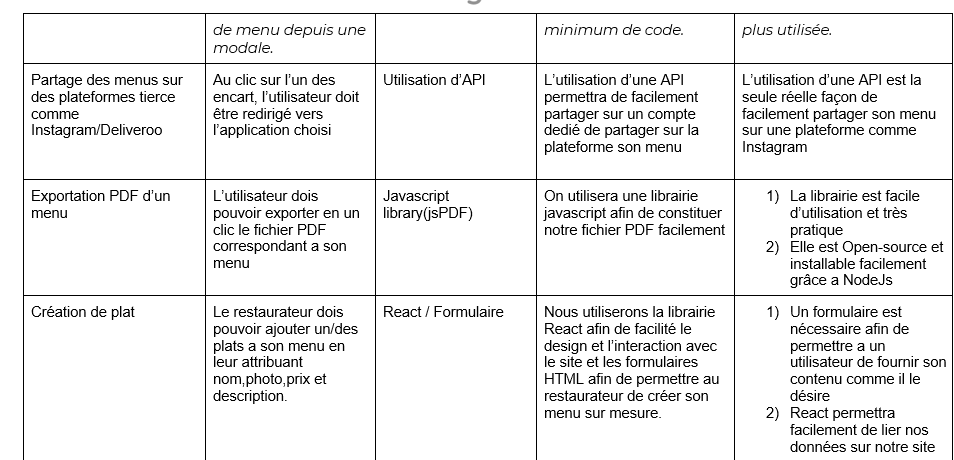 de menu depuis une
modale.
minimum de code.
plus utilisée.
Partage des menus sur
des plateformes tierce
comme
Instagram/Deliveroo
Au clic sur l’un des
encart, l’utilisateur doit
être redirigé vers
l’application choisi
Utilisation d’API
L’utilisation d’une API
permettra de facilement
partager sur un compte
dedié de partager sur la
plateforme son menu
L’utilisation d’une API est la
seule réelle façon de
facilement partager son menu
sur une plateforme comme
Instagram
Exportation PDF d’un
menu
L’utilisateur dois
pouvoir exporter en un
clic le fichier PDF
correspondant a son
menu
Javascript
library(jsPDF)
On utilisera une librairie
javascript afin de constituer
notre fichier PDF facilement
1) La librairie est facile
d’utilisation et très
pratique
2) Elle est Open-source et
installable facilement
grâce a NodeJs
Création de plat
Le restaurateur dois
pouvoir ajouter un/des
plats a son menu en
leur attribuant
nom,photo,prix et
description.
React / Formulaire
Nous utiliserons la librairie
React afin de facilité le
design et l’interaction avec
le site et les formulaires
HTML afin de permettre au
restaurateur de créer son
menu sur mesure.
1) Un formulaire est
nécessaire afin de
permettre a un
utilisateur de fournir son
contenu comme il le
désire
2) React permettra
facilement de lier nos
données sur notre site